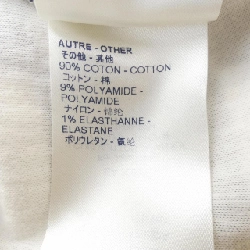 AUTRE - OTHER
その他 - 其他
90% COTON - COTTON
コットン - 棉
9% POLYAMIDE -
POLYAMIDE
ナイロン - 锦纶
1% ELASTHANNE -
ELASTANE
ポリウレタン - 氨纶